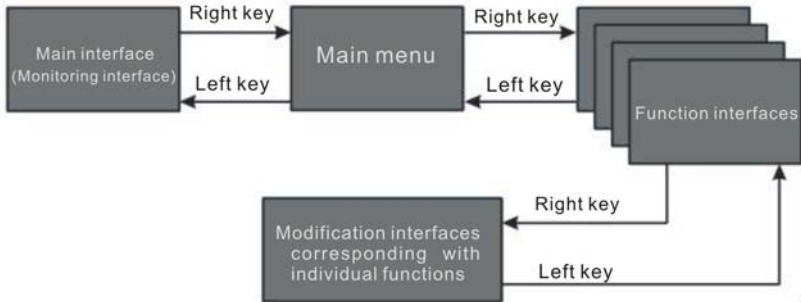 Right key
Right key
Main interface
(Monitoring interface)
Main menu
Left key
Left key
Function interfaces
Right key
Modification interfaces
corresponding with
individual functions
Left key